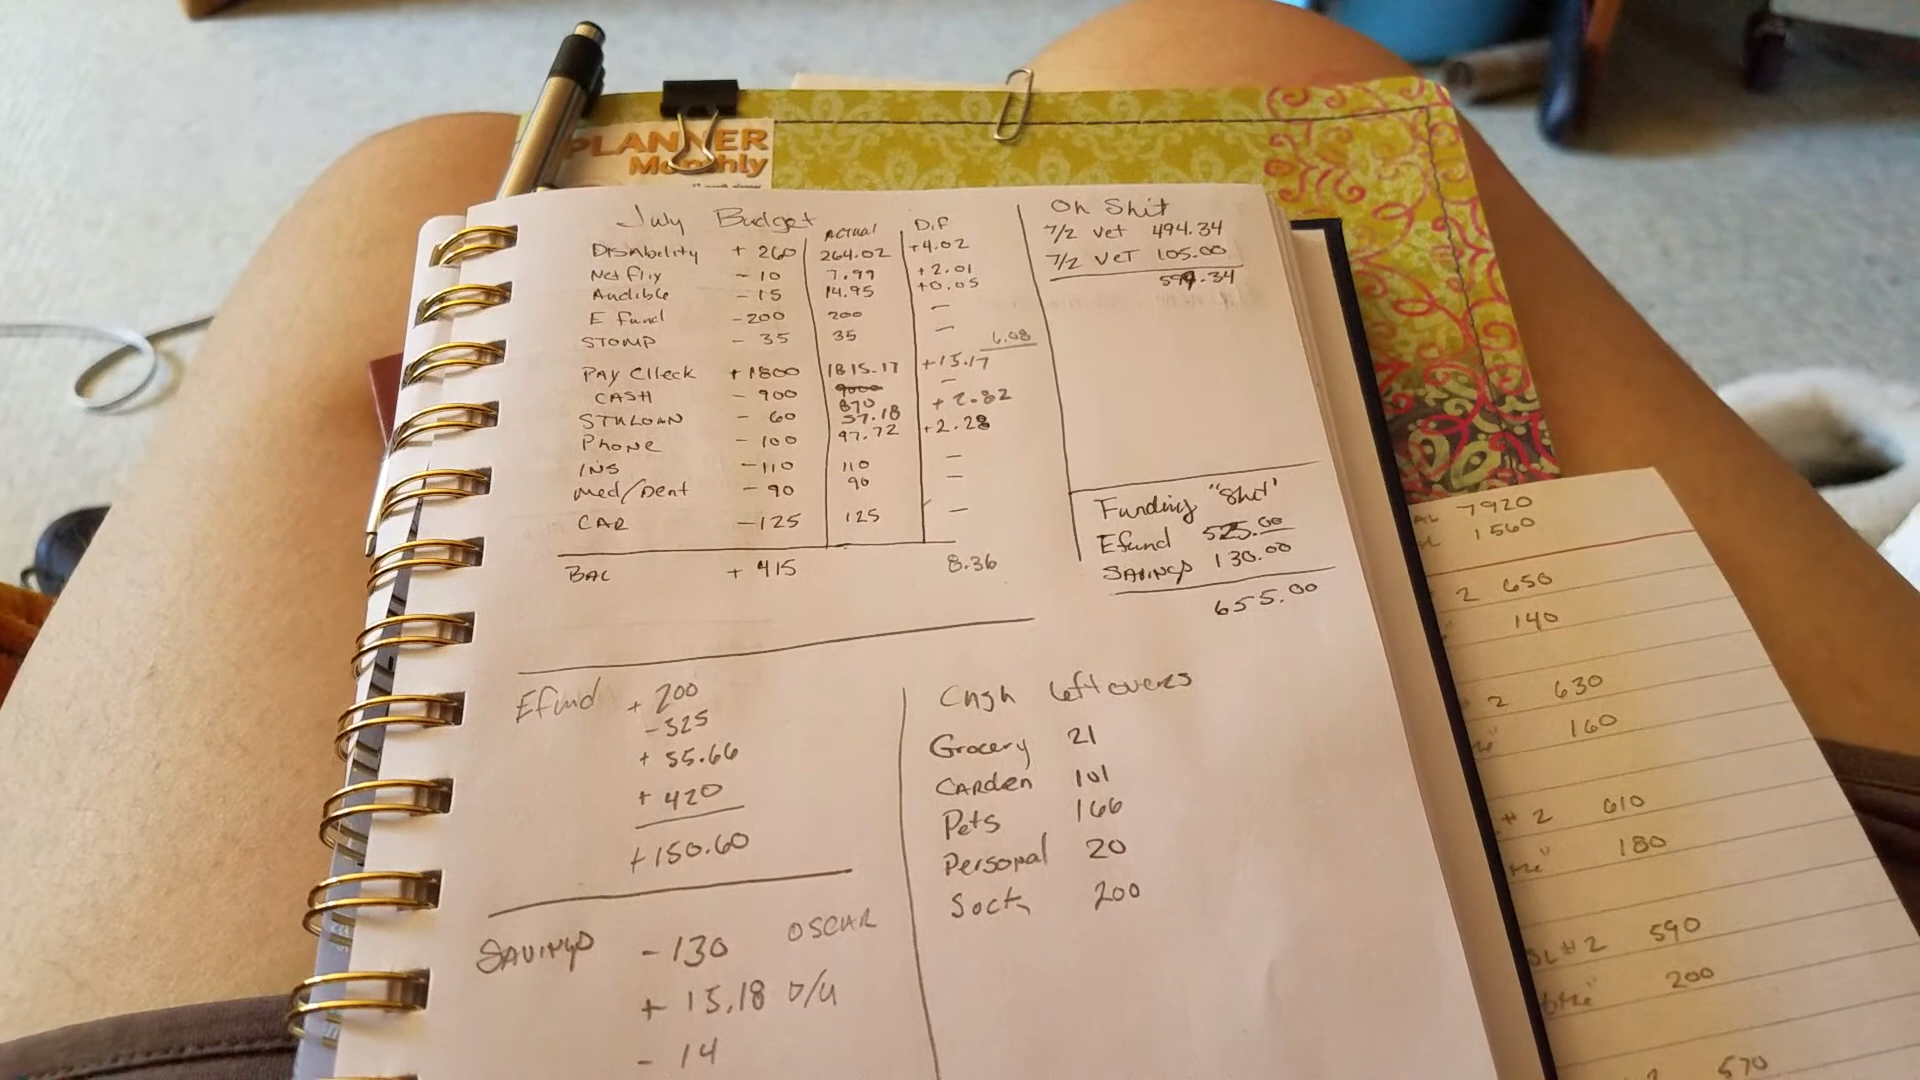 PLANNER
Monthly
July Budget Actual Dif
Disability + 260 264.02 +4.02
Netflix - 10 7.99 + 2.01
Audible - 15 14.95 +0.05
E fund - 200 200 —
STOMP - 35 35 —
6.08
PAY CHeck + 1800 1815.17 +15.17
CASH - 900 870 —
STULOAN - 60 57.18 + 2.82
Phone - 100 97.72 +2.28
INS - 110 110 —
Med/Dent - 90 90 —
CAR - 125 125 —
BAL + 415 8.36
Oh Shit
7/2 vet 494.34
7/2 VET 105.00
599.34
Funding "Shit"
Efund 525.00
SAVINGS 130.00
655.00
Efund + 200
- 325
+ 55.66
+ 420
+150.60
SAVINGS - 130 OSCAR
+ 15.18 D/U
- 14
Cash leftovers
Grocery 21
GARden 101
Pets 166
Personal 20
200
7920
1560
2 650
140
2 630
160
# 2 610
180
# 2 590
200
2 570